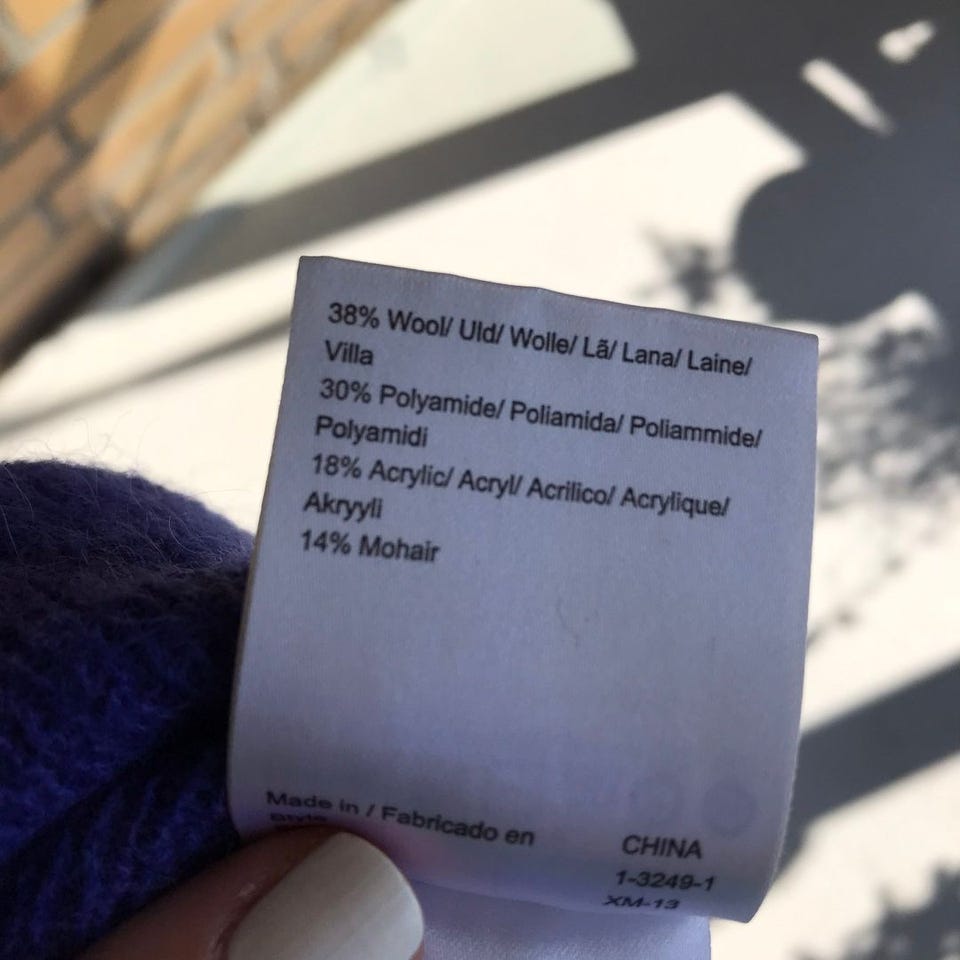 38% Wool/ Uld/ Wolle/ Lã/ Lana/ Laine/
Villa
30% Polyamide/ Poliamida/ Poliammide/
Polyamidi
18% Acrylic/ Acryl/ Acrilico/ Acrylique/
Akryyli
14% Mohair
Made in / Fabricado en CHINA
Style 1-3249-1
XM-13